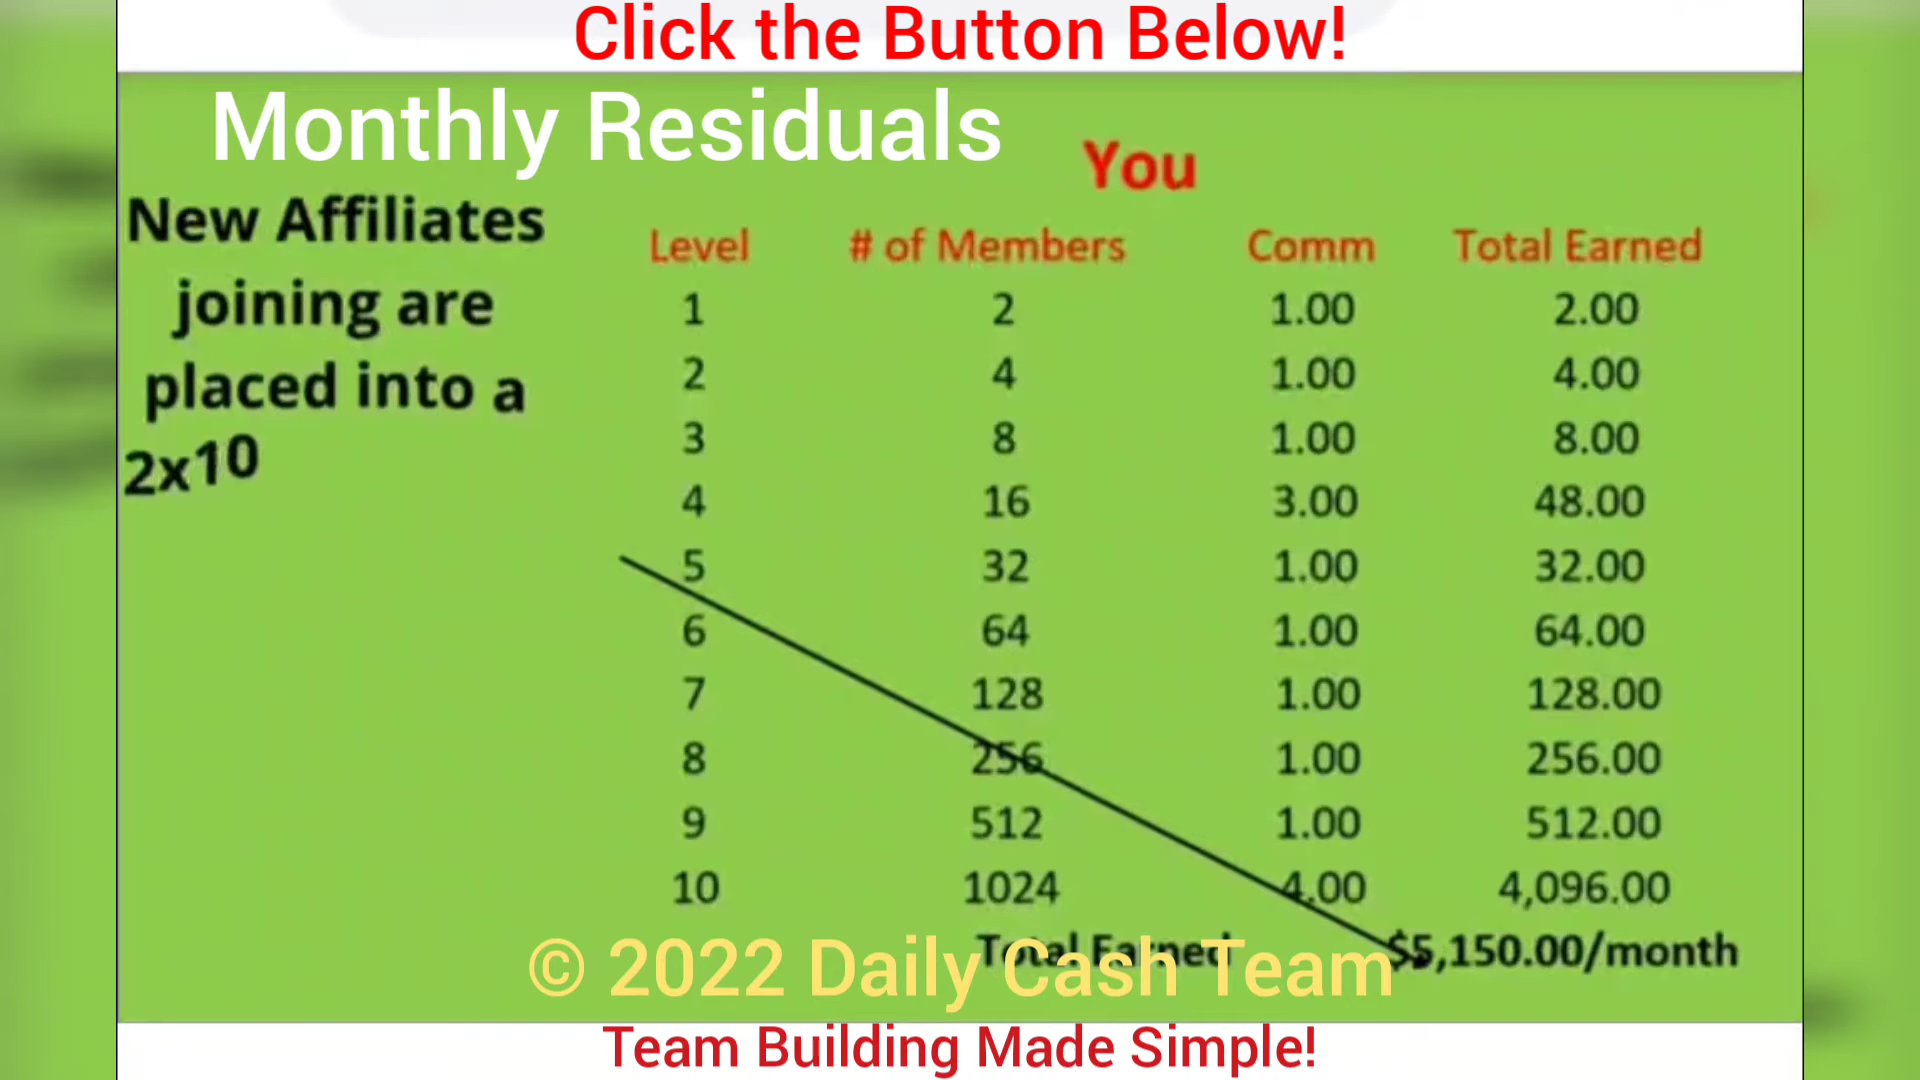 Click the Button Below!
Monthly Residuals
You
New Affiliates
joining are
placed into a
2x10
Level # of Members Comm Total Earned
1 2 1.00 2.00
2 4 1.00 4.00
3 8 1.00 8.00
4 16 3.00 48.00
5 32 1.00 32.00
6 64 1.00 64.00
7 128 1.00 128.00
8 256 1.00 256.00
9 512 1.00 512.00
10 1024 4.00 4,096.00
Total Earned $5,150.00/month
© 2022 Daily Cash Team
Team Building Made Simple!